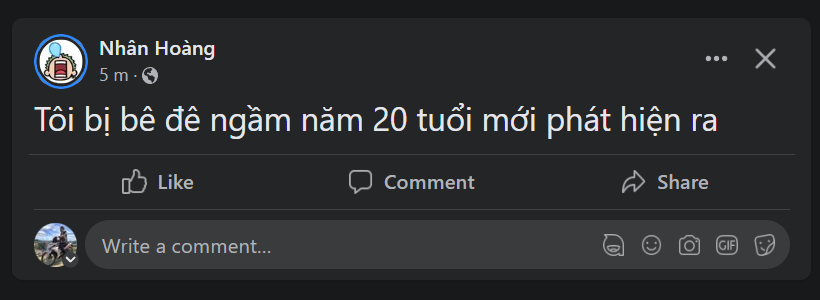 Nhân Hoàng
5 m ·
Tôi bị bê đê ngầm năm 20 tuổi mới phát hiện ra
Like Comment Share
Write a comment... GIF